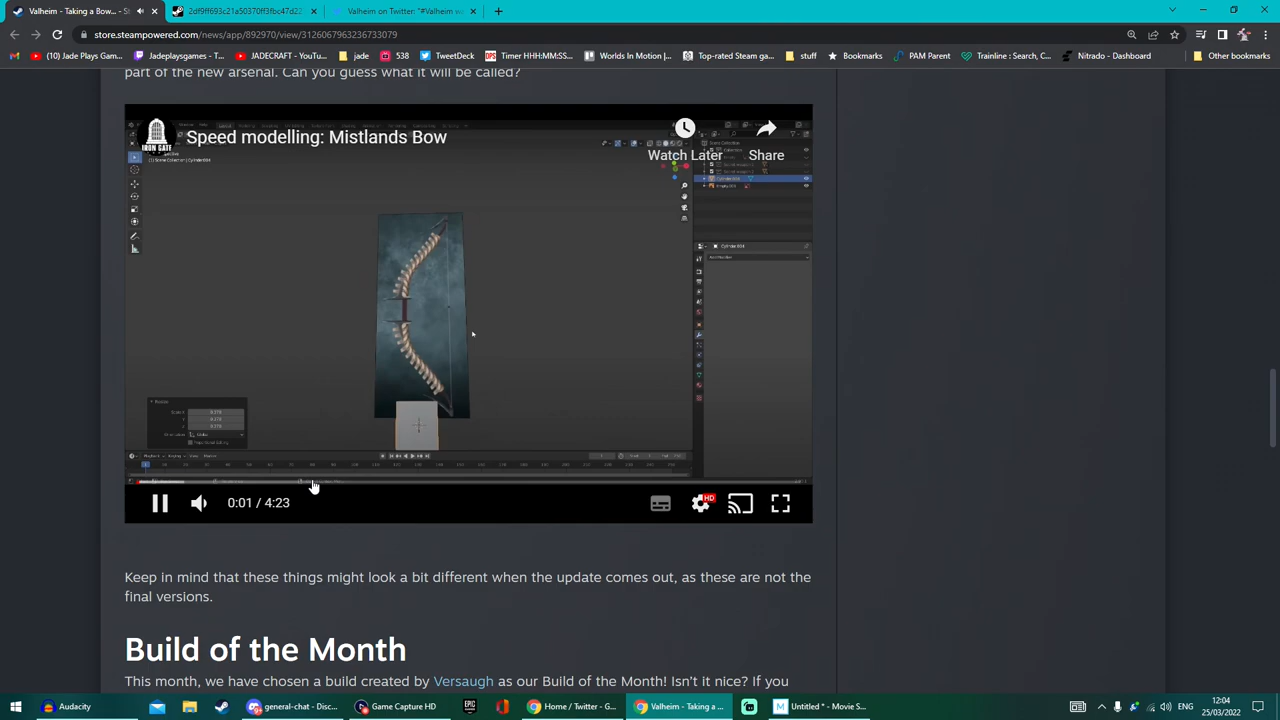 Valheim - Taking a Bow...
2df9ff693c21a50370ff3fbc47d22
Valheim on Twitter: "#Valheim w
store.steampowered.com/news/app/892970/view/3126067963236733079
(10) Jade Plays Gam...
Jadeplaysgames - T...
JADECRAFT - YouTu...
jade
538
TweetDeck
Timer HHH:MM:SS...
Worlds In Motion |...
Top-rated Steam ga...
stuff
Bookmarks
PAM Parent
Trainline : Search, C...
Nitrado - Dashboard
Other bookmarks
part of the new arsenal. Can you guess what it will be called?
IRON GATE
Speed modelling: Mistlands Bow
Watch Later
Share
0:01 / 4:23
HD
Keep in mind that these things might look a bit different when the update comes out, as these are not the
final versions.
Build of the Month
This month, we have chosen a build created by Versaugh as our Build of the Month! Isn't it nice? If you
Audacity
general-chat - Disc...
Game Capture HD
EPIC
Home / Twitter - G...
Valheim - Taking a ...
Untitled * - Movie S...
ENG
12:04
25/03/2022